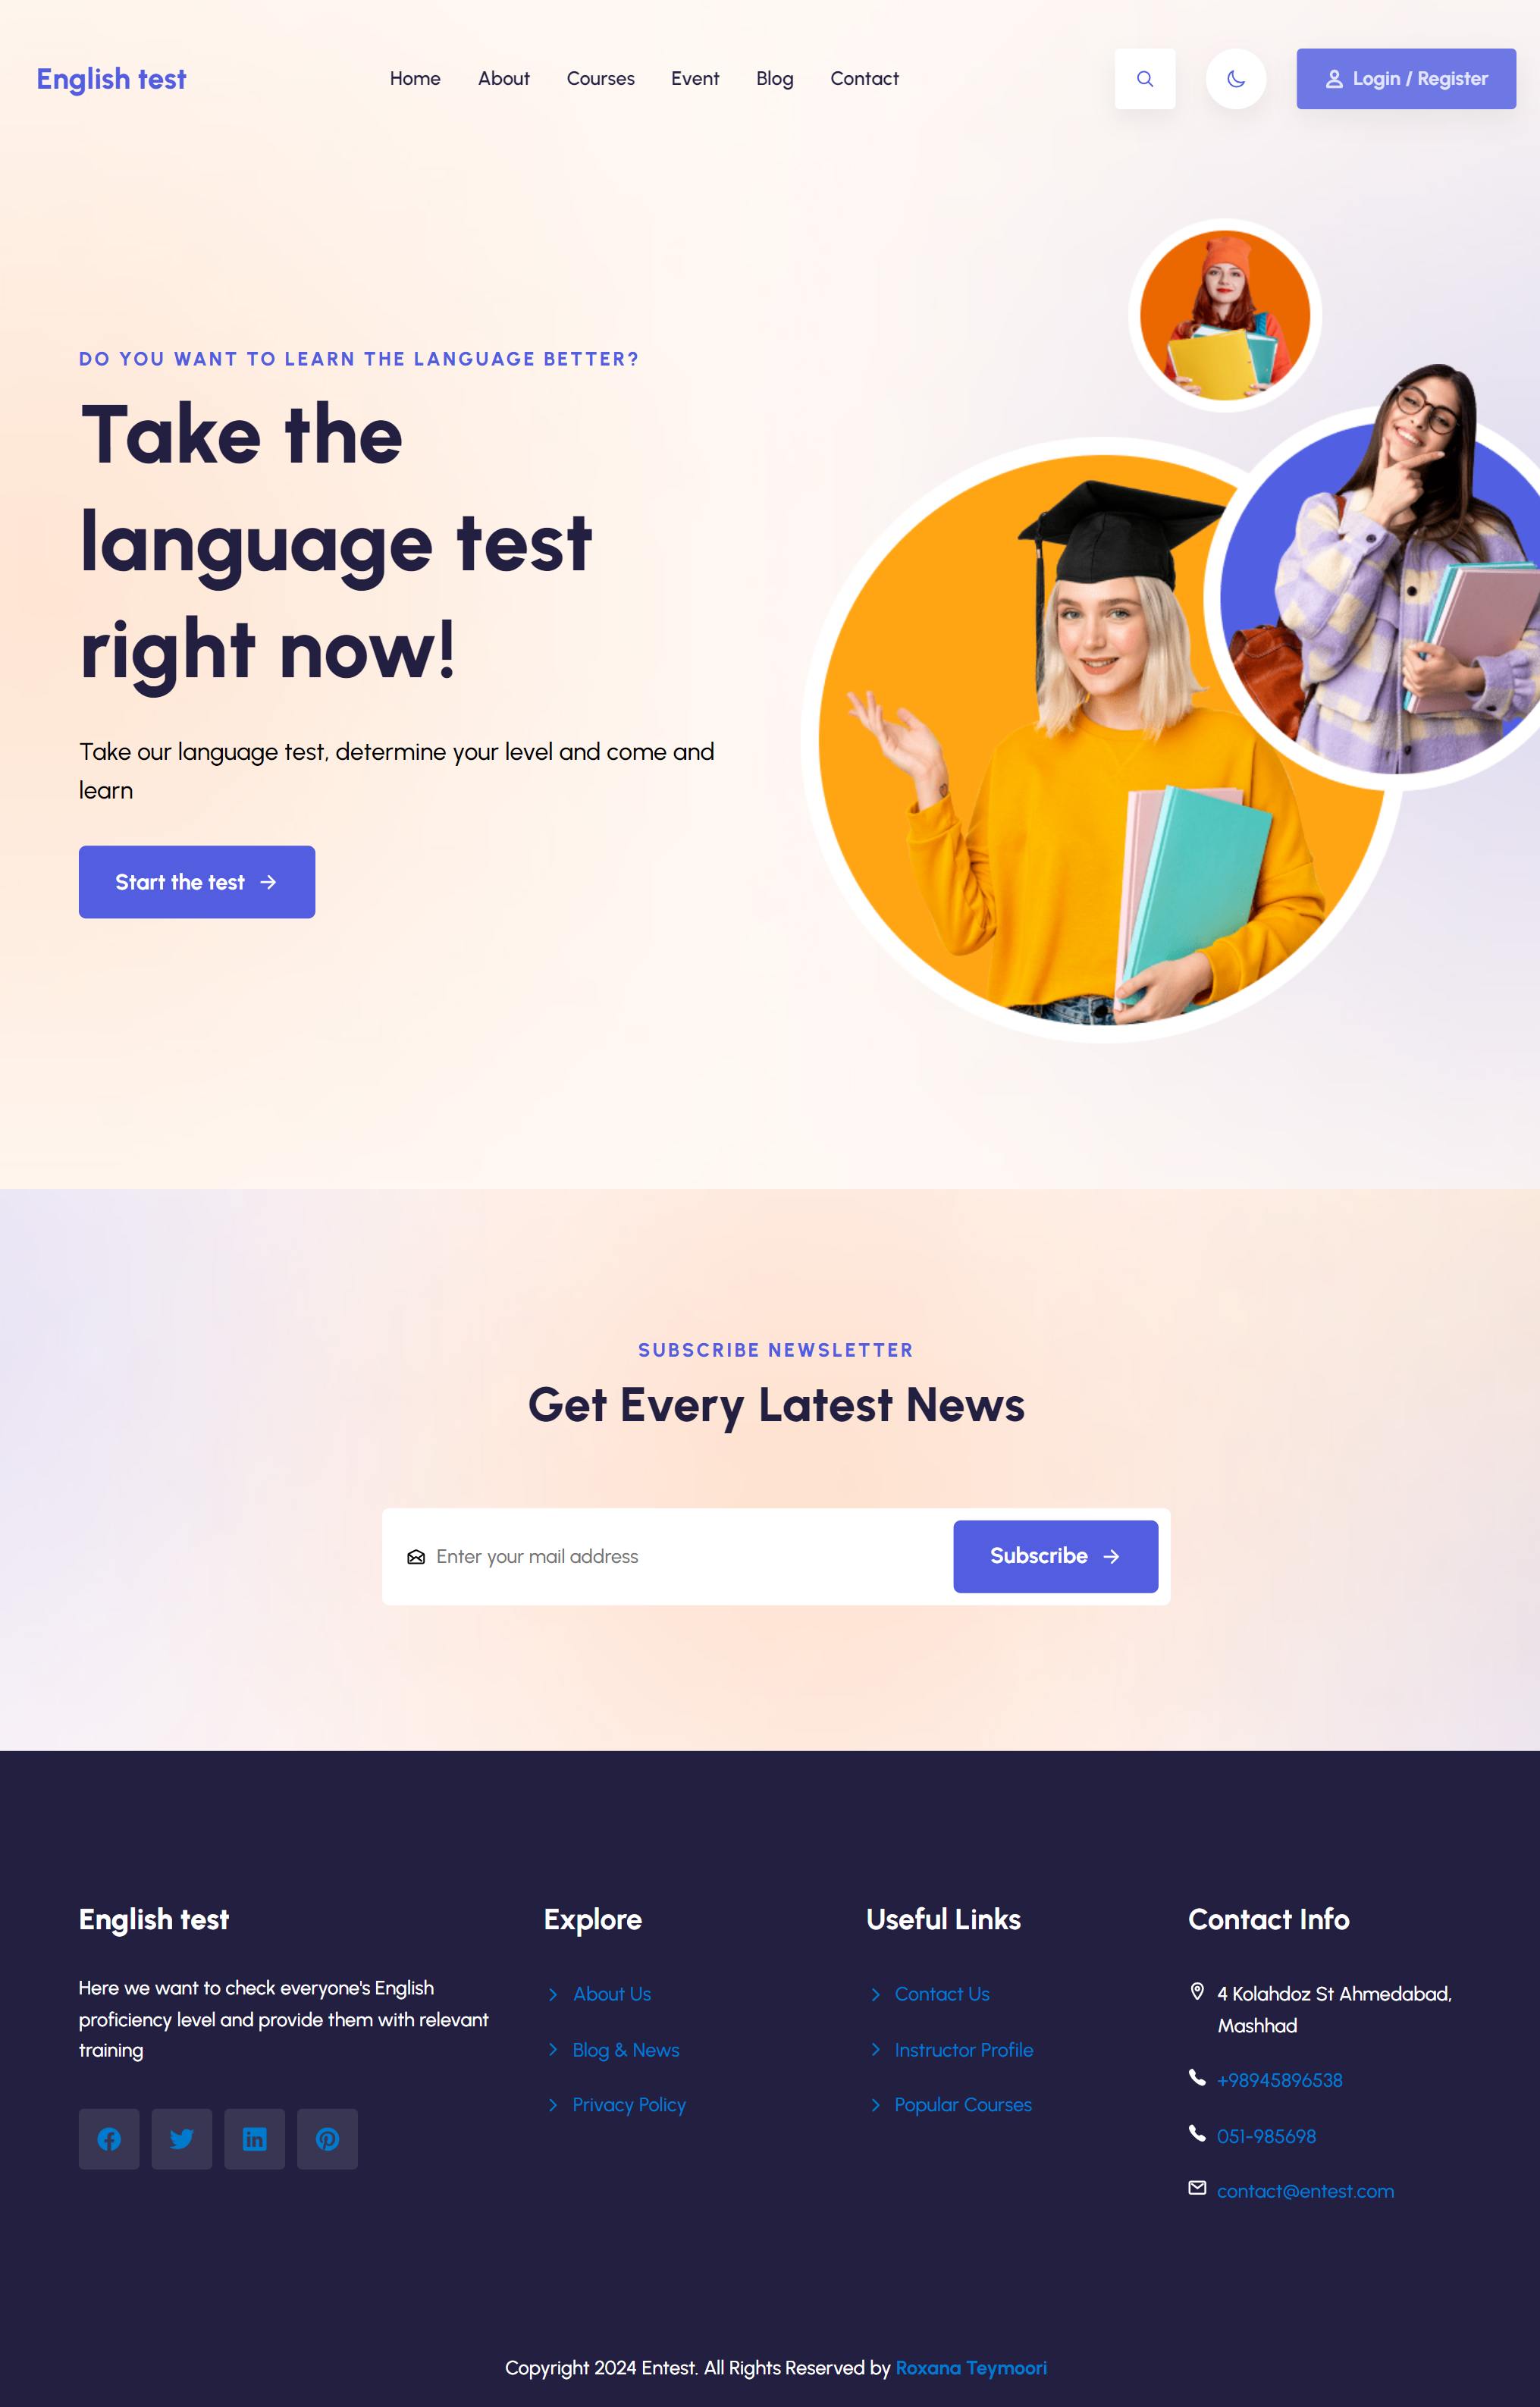 English test
Home About Courses Event Blog Contact
Login / Register
DO YOU WANT TO LEARN THE LANGUAGE BETTER?
Take the
language test
right now!
Take our language test, determine your level and come and
learn
Start the test
SUBSCRIBE NEWSLETTER
Get Every Latest News
Enter your mail address
Subscribe
English test
Here we want to check everyone's English
proficiency level and provide them with relevant
training
Explore
About Us
Blog & News
Privacy Policy
Useful Links
Contact Us
Instructor Profile
Popular Courses
Contact Info
4 Kolahdoz St Ahmedabad,
Mashhad
+98945896538
051-985698
contact@entest.com
Copyright 2024 Entest. All Rights Reserved by Roxana Teymoori